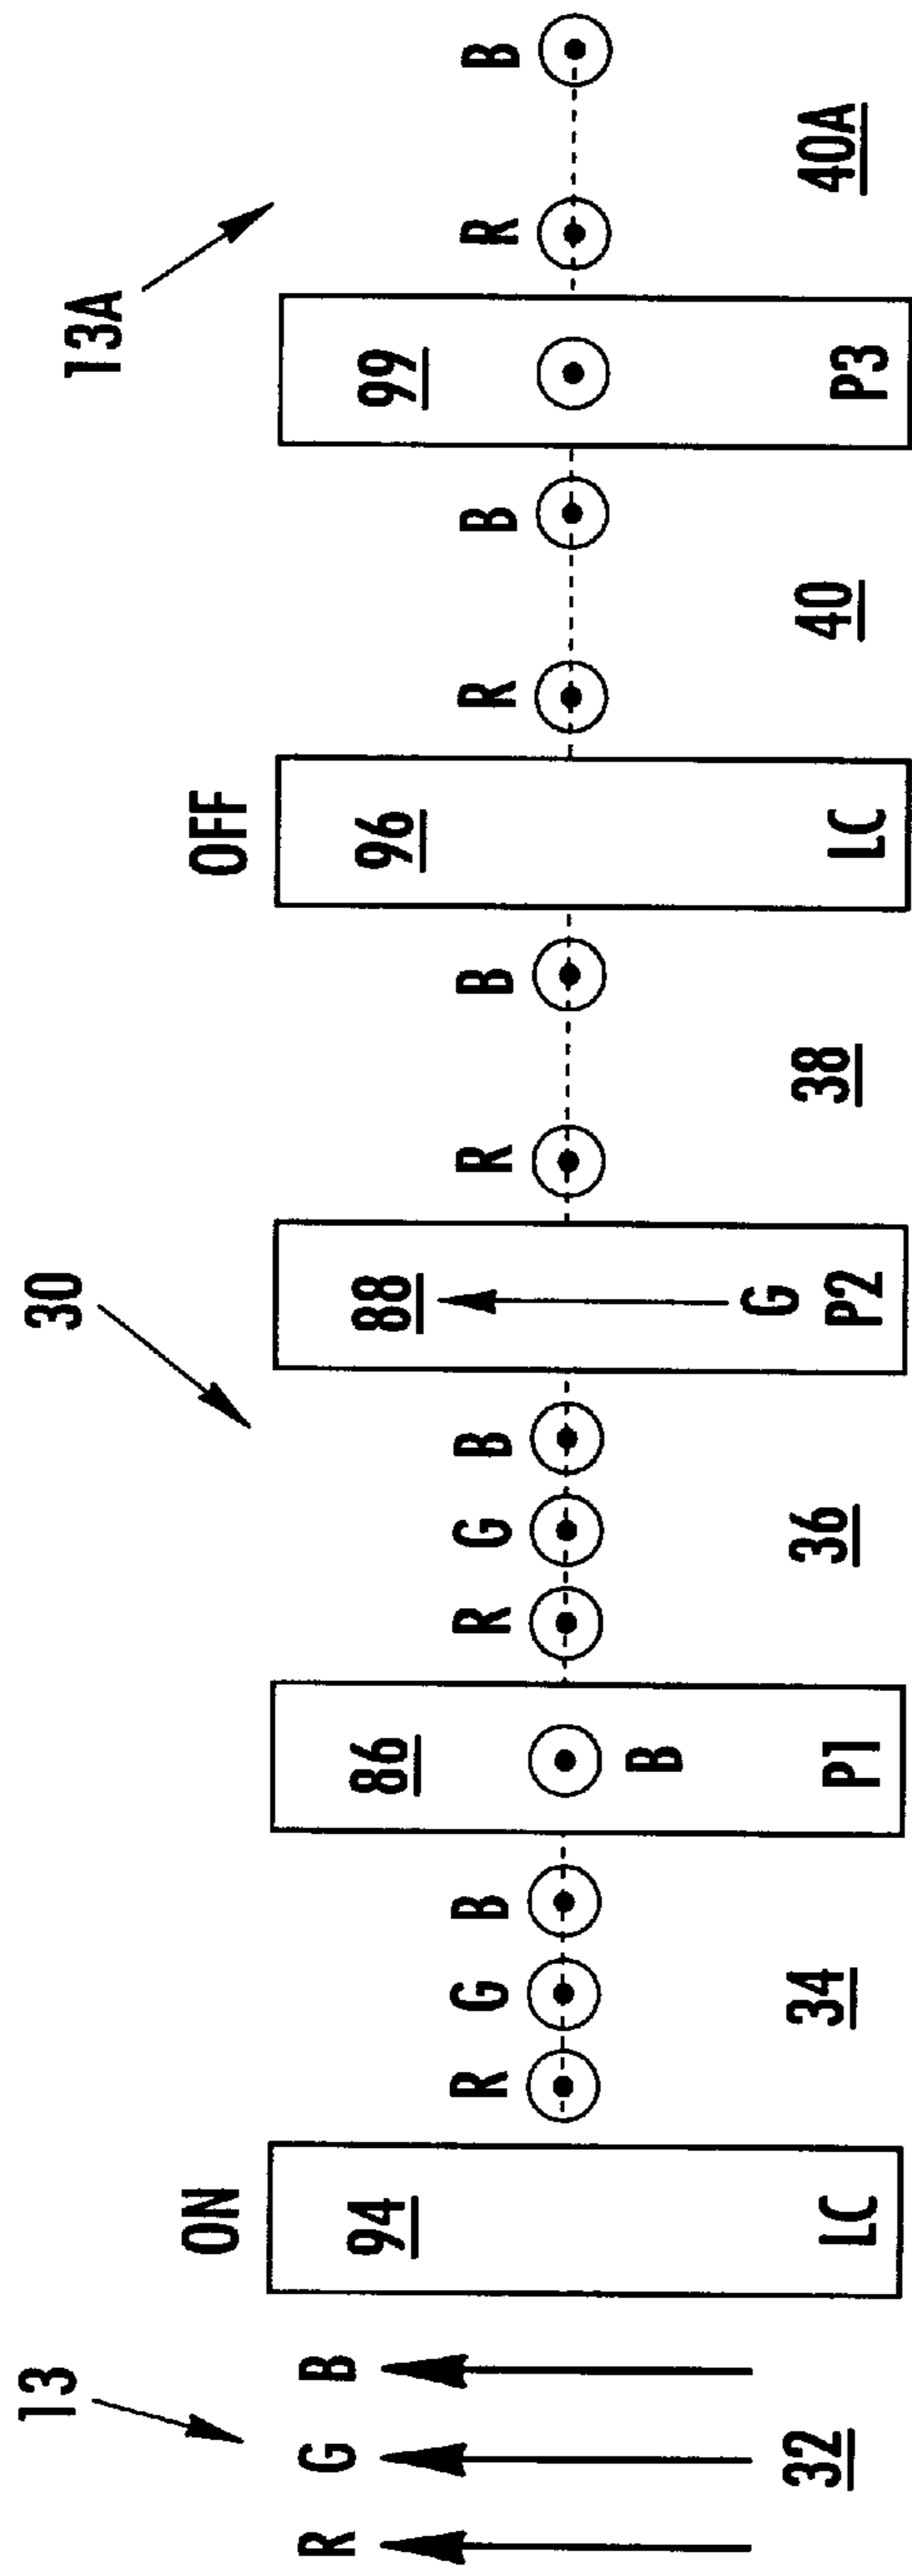 13 30 13A
ON OFF
R G B
94 86 88 96 99
R G B R G B R B R B R B
B
G
32 34 36 38 40 40A
LC P1 P2 LC P3